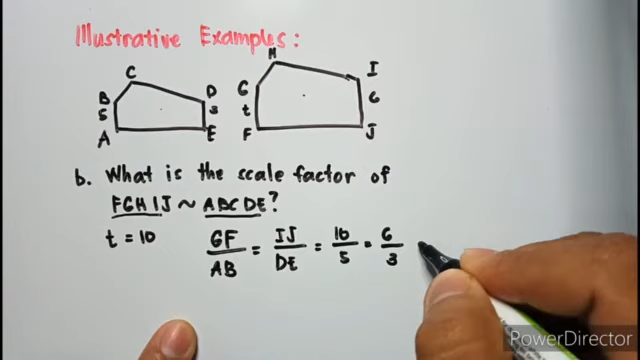 Illustrative Examples:
H
C
I
B
D
G
5
3
t
6
A
E
F
J
b. What is the scale factor of
FGHIJ ~ ABCDE?
t = 10
GF/AB = IJ/DE = 10/5 = 6/3
PowerDirector